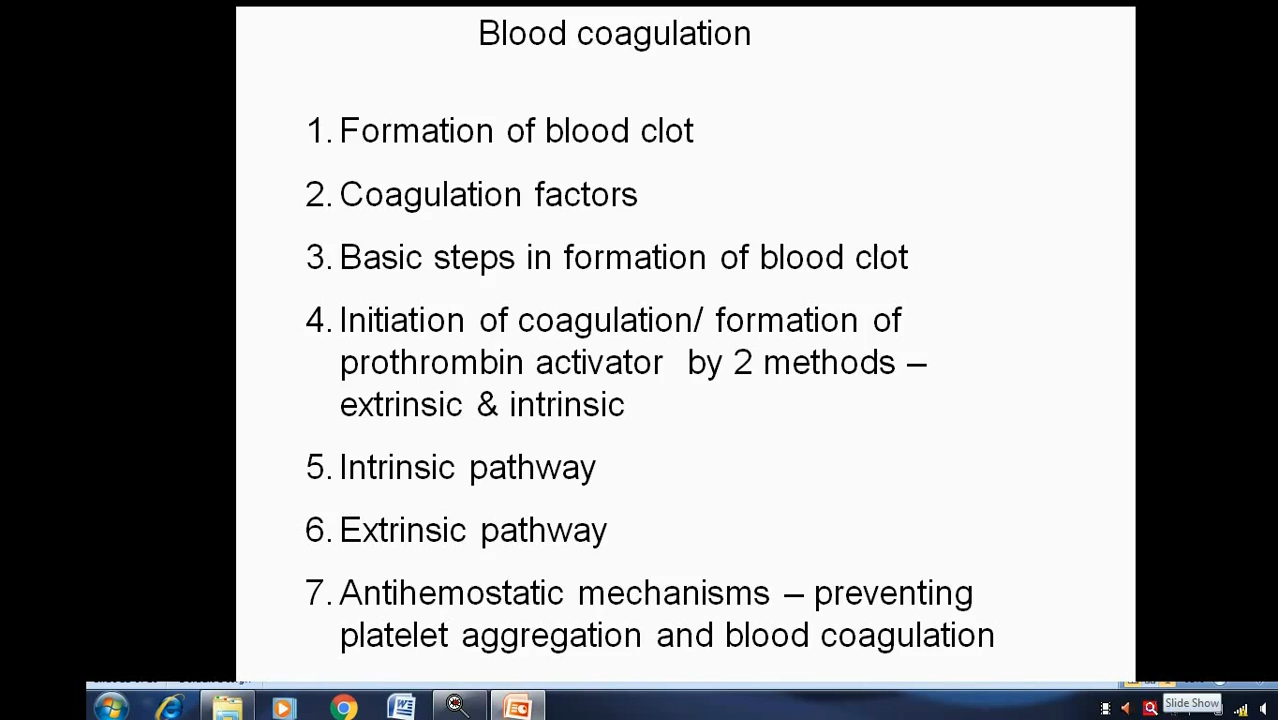 Blood coagulation
1. Formation of blood clot
2. Coagulation factors
3. Basic steps in formation of blood clot
4. Initiation of coagulation/ formation of
prothrombin activator by 2 methods –
extrinsic & intrinsic
5. Intrinsic pathway
6. Extrinsic pathway
7. Antihemostatic mechanisms – preventing
platelet aggregation and blood coagulation
Slide Show